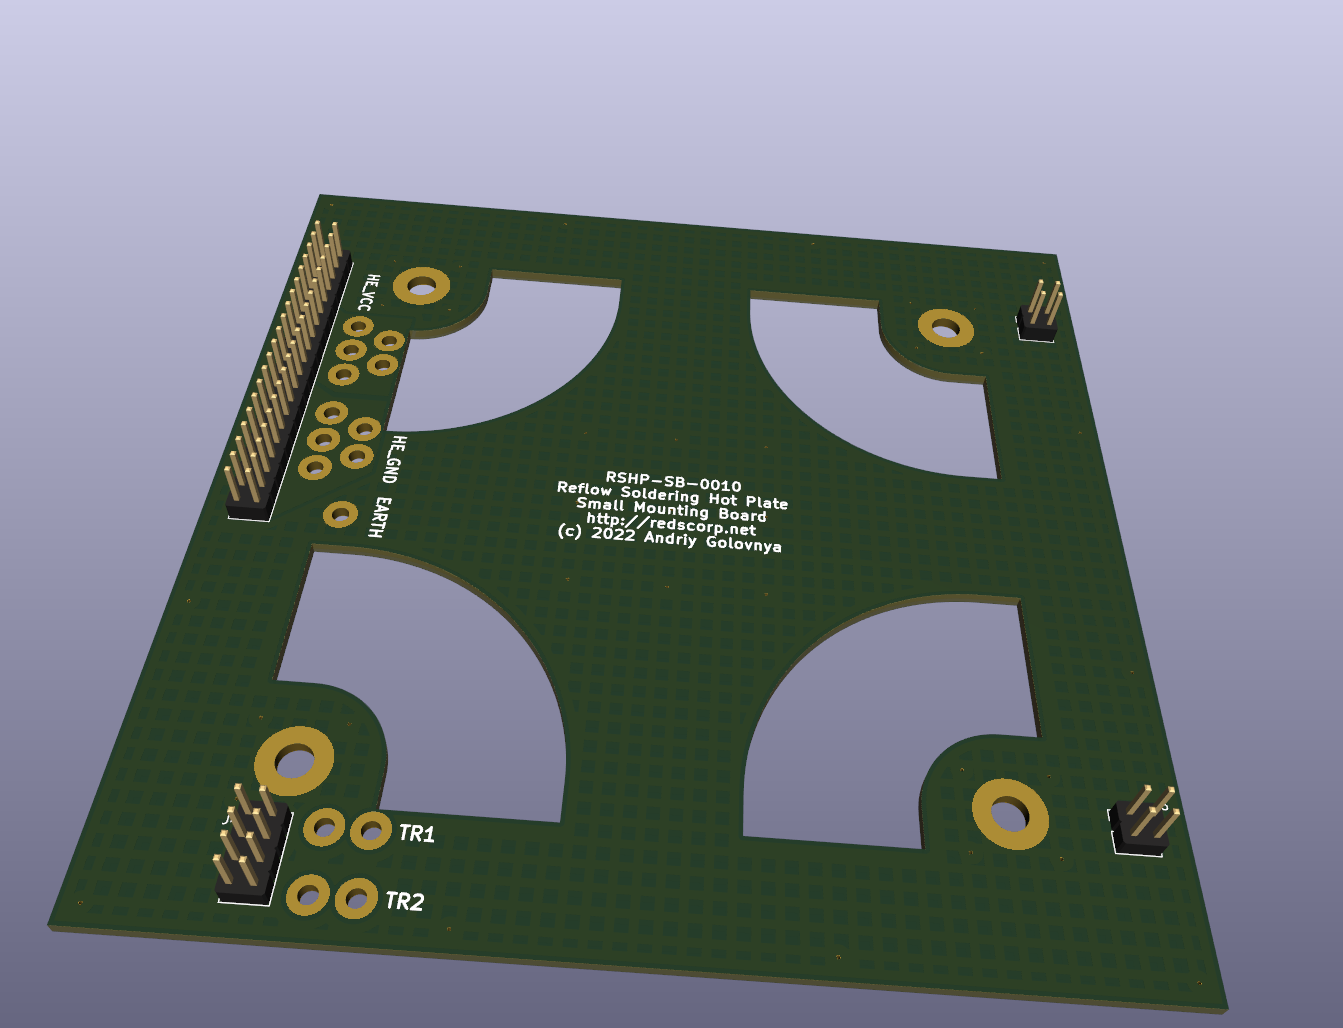 HE_VCC
HE_GND
EARTH
RSHP-SB-0010
Reflow Soldering Hot Plate
Small Mounting Board
http://redscorp.net
(c) 2022 Andriy Golovnya
TR1
TR2